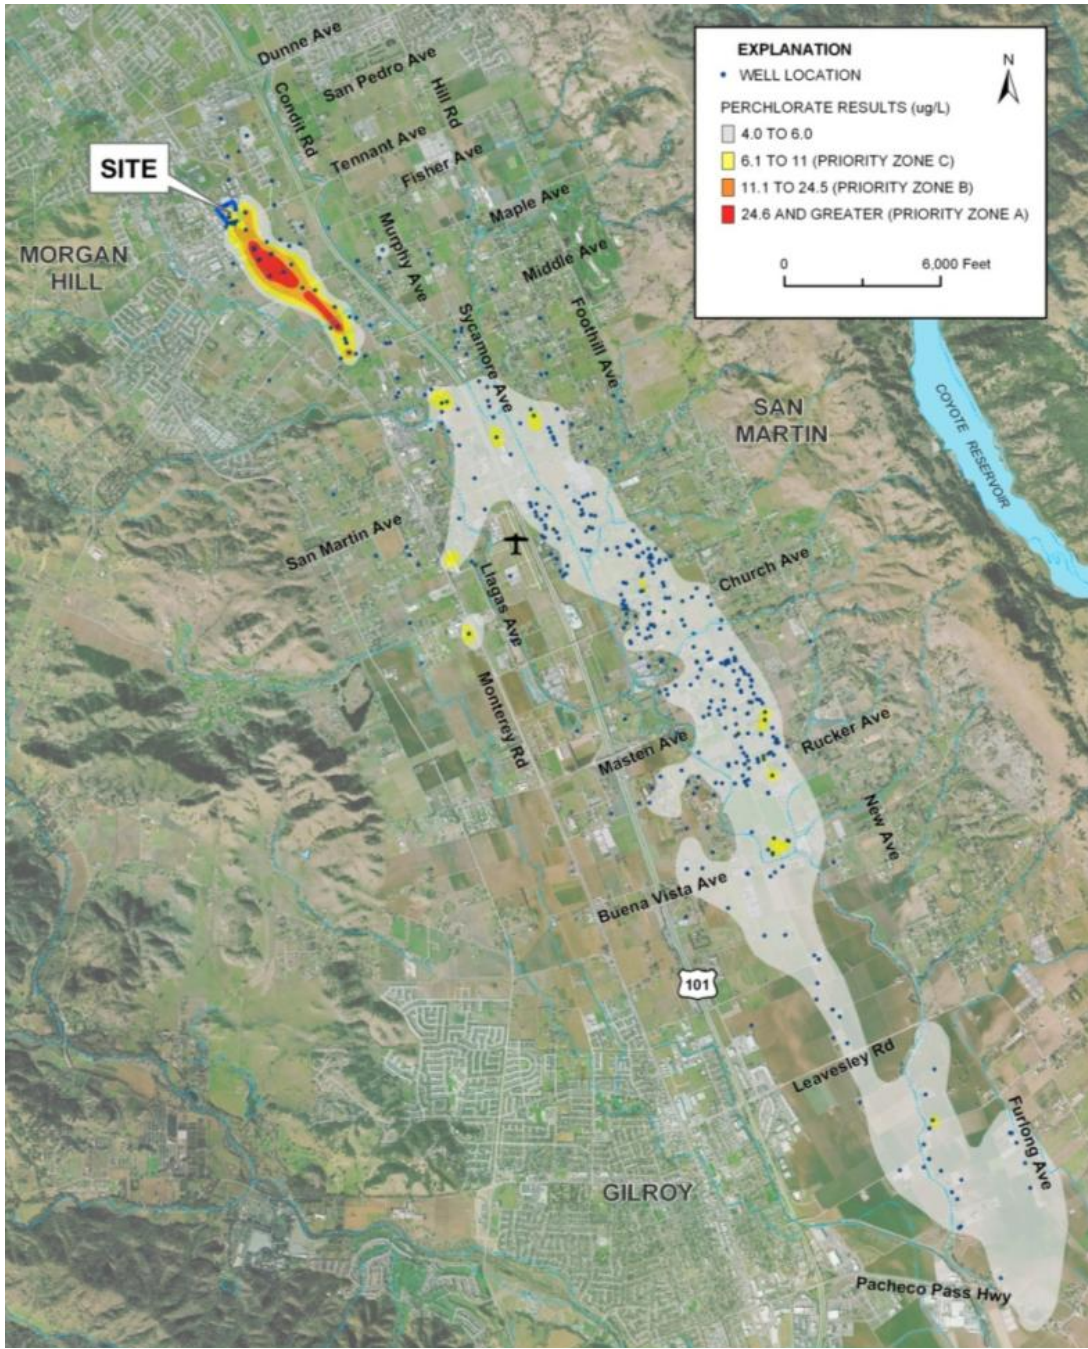 EXPLANATION
WELL LOCATION
PERCHLORATE RESULTS (ug/L)
4.0 TO 6.0
6.1 TO 11 (PRIORITY ZONE C)
11.1 TO 24.5 (PRIORITY ZONE B)
24.6 AND GREATER (PRIORITY ZONE A)
N
0
6,000 Feet
Dunne Ave
San Pedro Ave
Condit Rd
Hill Rd
Tennant Ave
Fisher Ave
SITE
Maple Ave
MORGAN
HILL
Murphy Ave
Middle Ave
Sycamore Ave
Foothill Ave
SAN
MARTIN
COYOTE RESERVOIR
San Martin Ave
Llagas Ave
Church Ave
Monterey Rd
Masten Ave
Rucker Ave
New Ave
Buena Vista Ave
101
Leavesley Rd
Furlong Ave
GILROY
Pacheco Pass Hwy